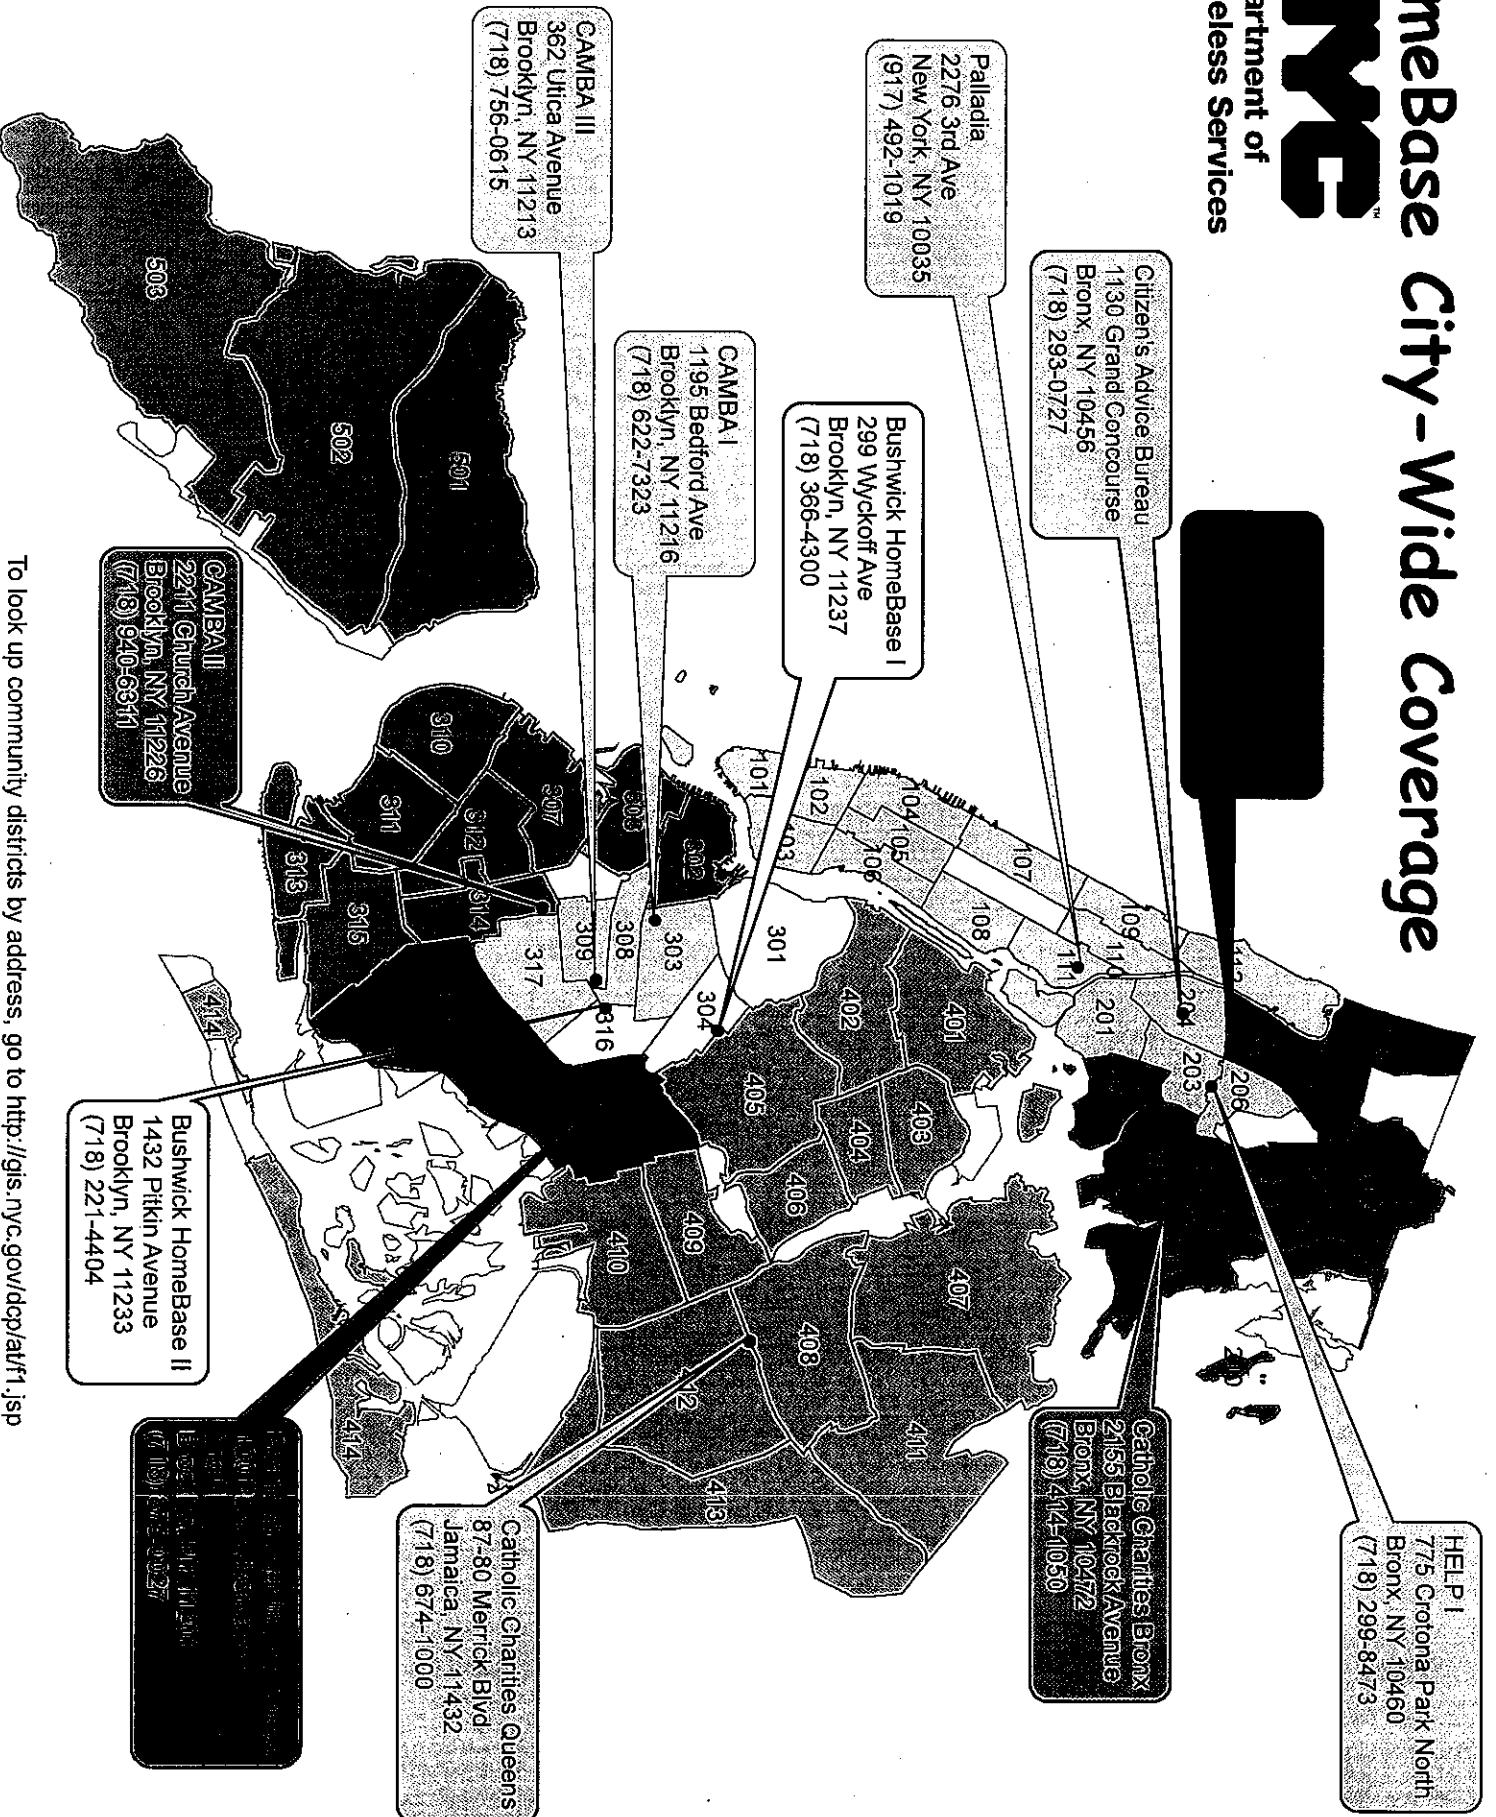 meBase City-Wide Coverage
NYC™
artment of
eless Services
HELP I
775 Crotona Park North
Bronx, NY 10460
(718) 299-8473
Citizen's Advice Bureau
1130 Grand Concourse
Bronx, NY 10456
(718) 293-0727
Catholic Charities Bronx
2155 Blackrock Avenue
Bronx, NY 10472
(718) 414-1050
Palladia
2276 3rd Ave
New York, NY 10035
(917) 492-1019
Bushwick HomeBase I
299 Wyckoff Ave
Brooklyn, NY 11237
(718) 366-4300
CAMBA I
1195 Bedford Ave
Brooklyn, NY 11216
(718) 622-7323
CAMBA III
362 Utica Avenue
Brooklyn, NY 11213
(718) 756-0615
Catholic Charities Queens
87-80 Merrick Blvd
Jamaica, NY 11432
(718) 674-1000
CAMBA II
2211 Church Avenue
Brooklyn, NY 11226
(718) 940-6311
Bushwick HomeBase II
1432 Pitkin Avenue
Brooklyn, NY 11233
(718) 221-4404
206
203
204
201
109
110
107
108
104
105
106
102
103
101
401
402
403
404
405
406
407
408
409
410
411
413
414
414
301
302
303
304
307
308
309
310
311
312
313
314
315
316
317
501
502
503
To look up community districts by address, go to http://gis.nyc.gov/dcp/at/f1.jsp